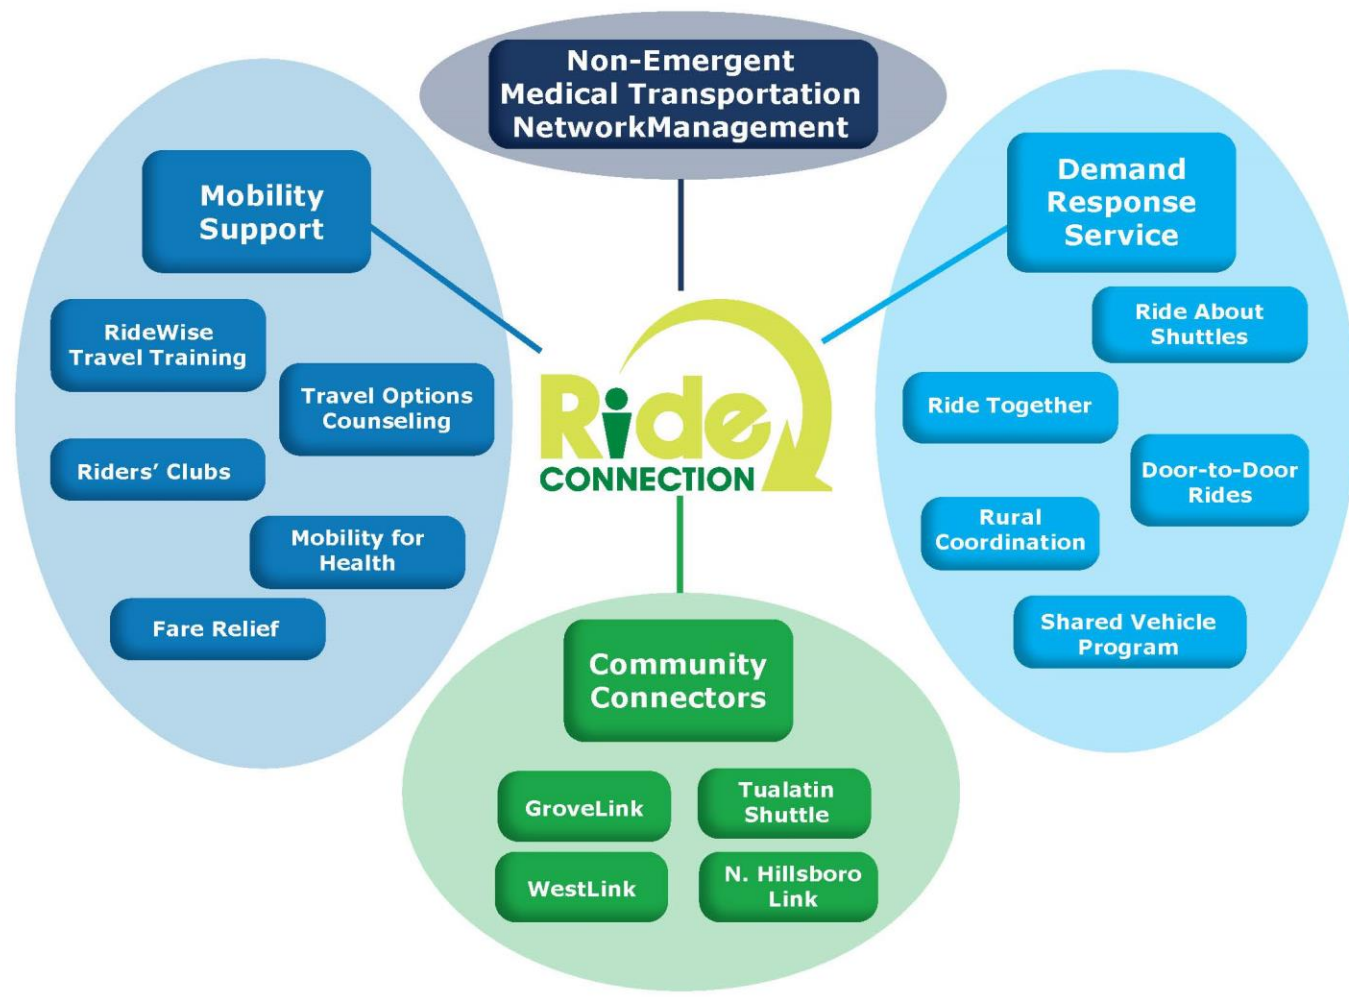 Non-Emergent
Medical Transportation
NetworkManagement
Mobility
Support
RideWise
Travel Training
Travel Options
Counseling
Riders’ Clubs
Mobility for
Health
Fare Relief
Demand
Response
Service
Ride About
Shuttles
Ride Together
Door-to-Door
Rides
Rural
Coordination
Shared Vehicle
Program
Ride
CONNECTION
Community
Connectors
GroveLink
Tualatin
Shuttle
WestLink
N. Hillsboro
Link